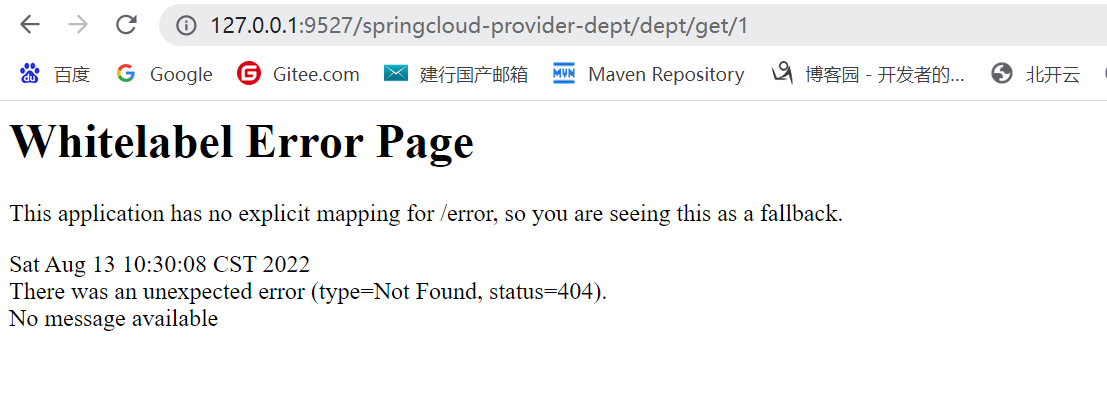 127.0.0.1:9527/springcloud-provider-dept/dept/get/1
百度 Google Gitee.com 建行国产邮箱 MVN Maven Repository 博客园 - 开发者的... 北开云
Whitelabel Error Page
This application has no explicit mapping for /error, so you are seeing this as a fallback.
Sat Aug 13 10:30:08 CST 2022
There was an unexpected error (type=Not Found, status=404).
No message available